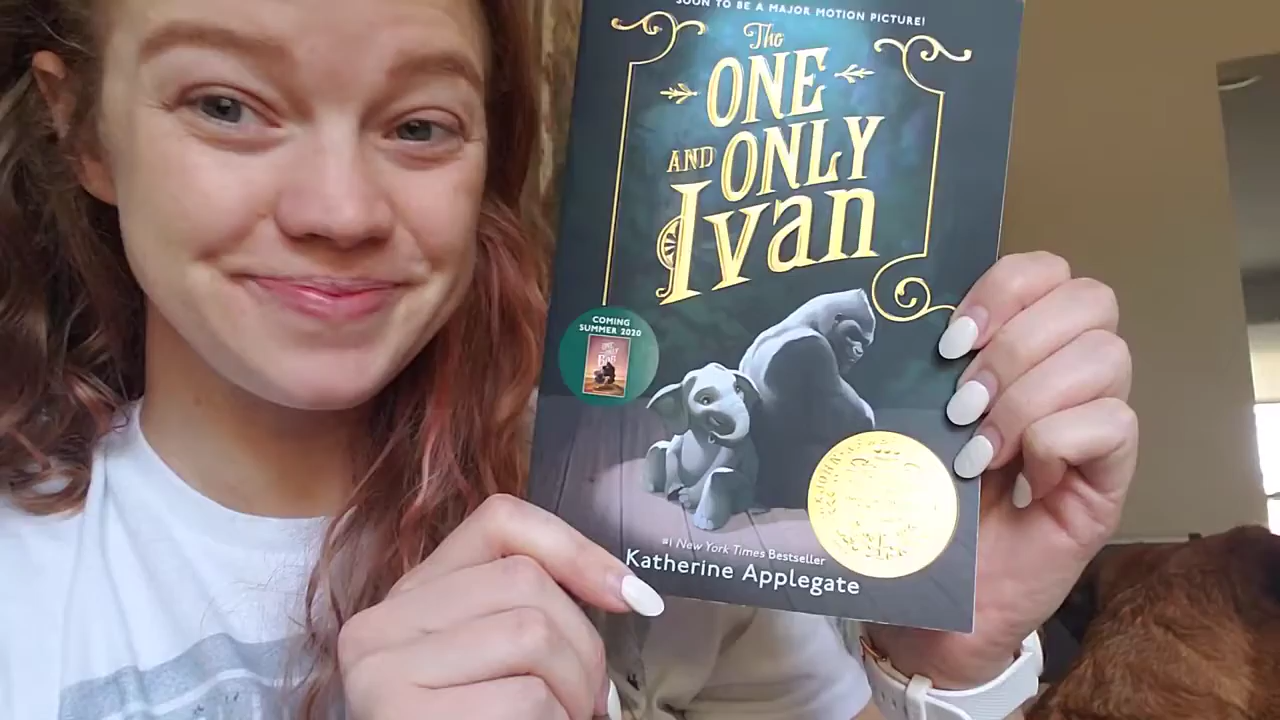 SOON TO BE A MAJOR MOTION PICTURE!
The
ONE
AND ONLY
Ivan
COMING
SUMMER 2020
#1 New York Times Bestseller
Katherine Applegate
JOHN